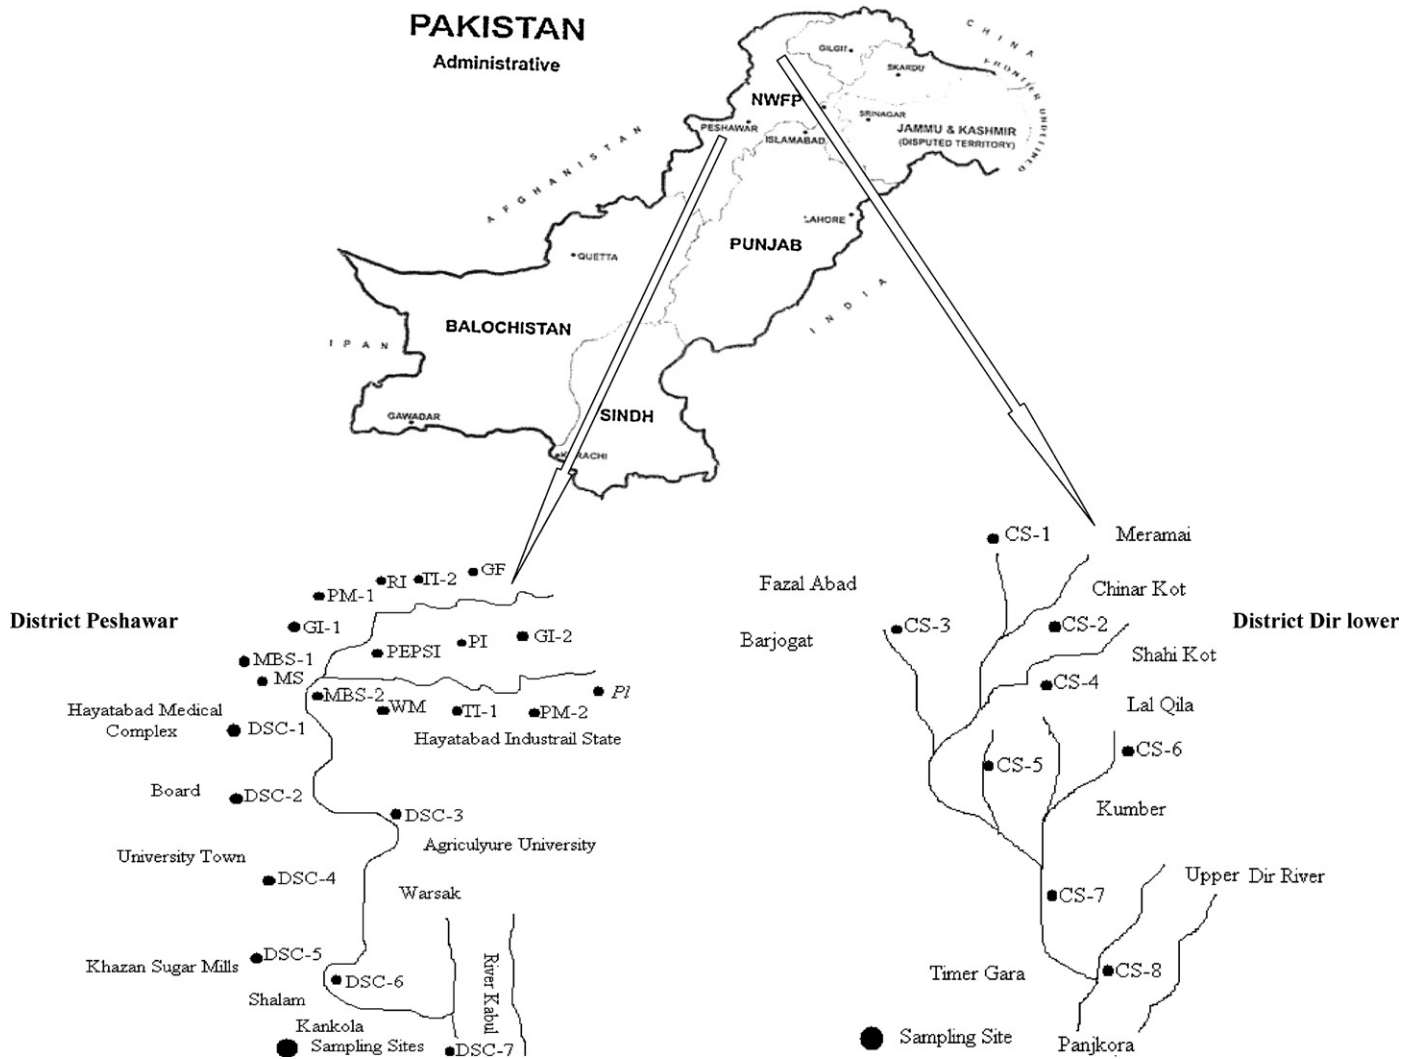 PAKISTAN
Administrative
CHINA
FRONTIER UNDEFINED
GILGIT
SKARDU
NWFP
SRINAGAR
PESHAWAR
ISLAMABAD
JAMMU & KASHMIR
(DISPUTED TERRITORY)
AFGHANISTAN
LAHORE
PUNJAB
QUETTA
INDIA
BALOCHISTAN
IPAN
SINDH
GAWADAR
KARACHI
District Peshawar
GF
TI-2
RI
PM-1
GI-1
GI-2
PI
PEPSI
MBS-1
MS
MBS-2
WM
TI-1
PM-2
Pl
Hayatabad Medical
Complex
DSC-1
Hayatabad Industrail State
Board
DSC-2
DSC-3
Agriculyure University
University Town
DSC-4
Warsak
Khazan Sugar Mills
DSC-5
DSC-6
Shalam
River Kabul
Kankola
DSC-7
Sampling Sites
District Dir lower
CS-1
Meramai
Fazal Abad
Chinar Kot
CS-3
CS-2
Barjogat
Shahi Kot
CS-4
Lal Qila
CS-5
CS-6
Kumber
Upper Dir River
CS-7
Timer Gara
CS-8
Panjkora
Sampling Site